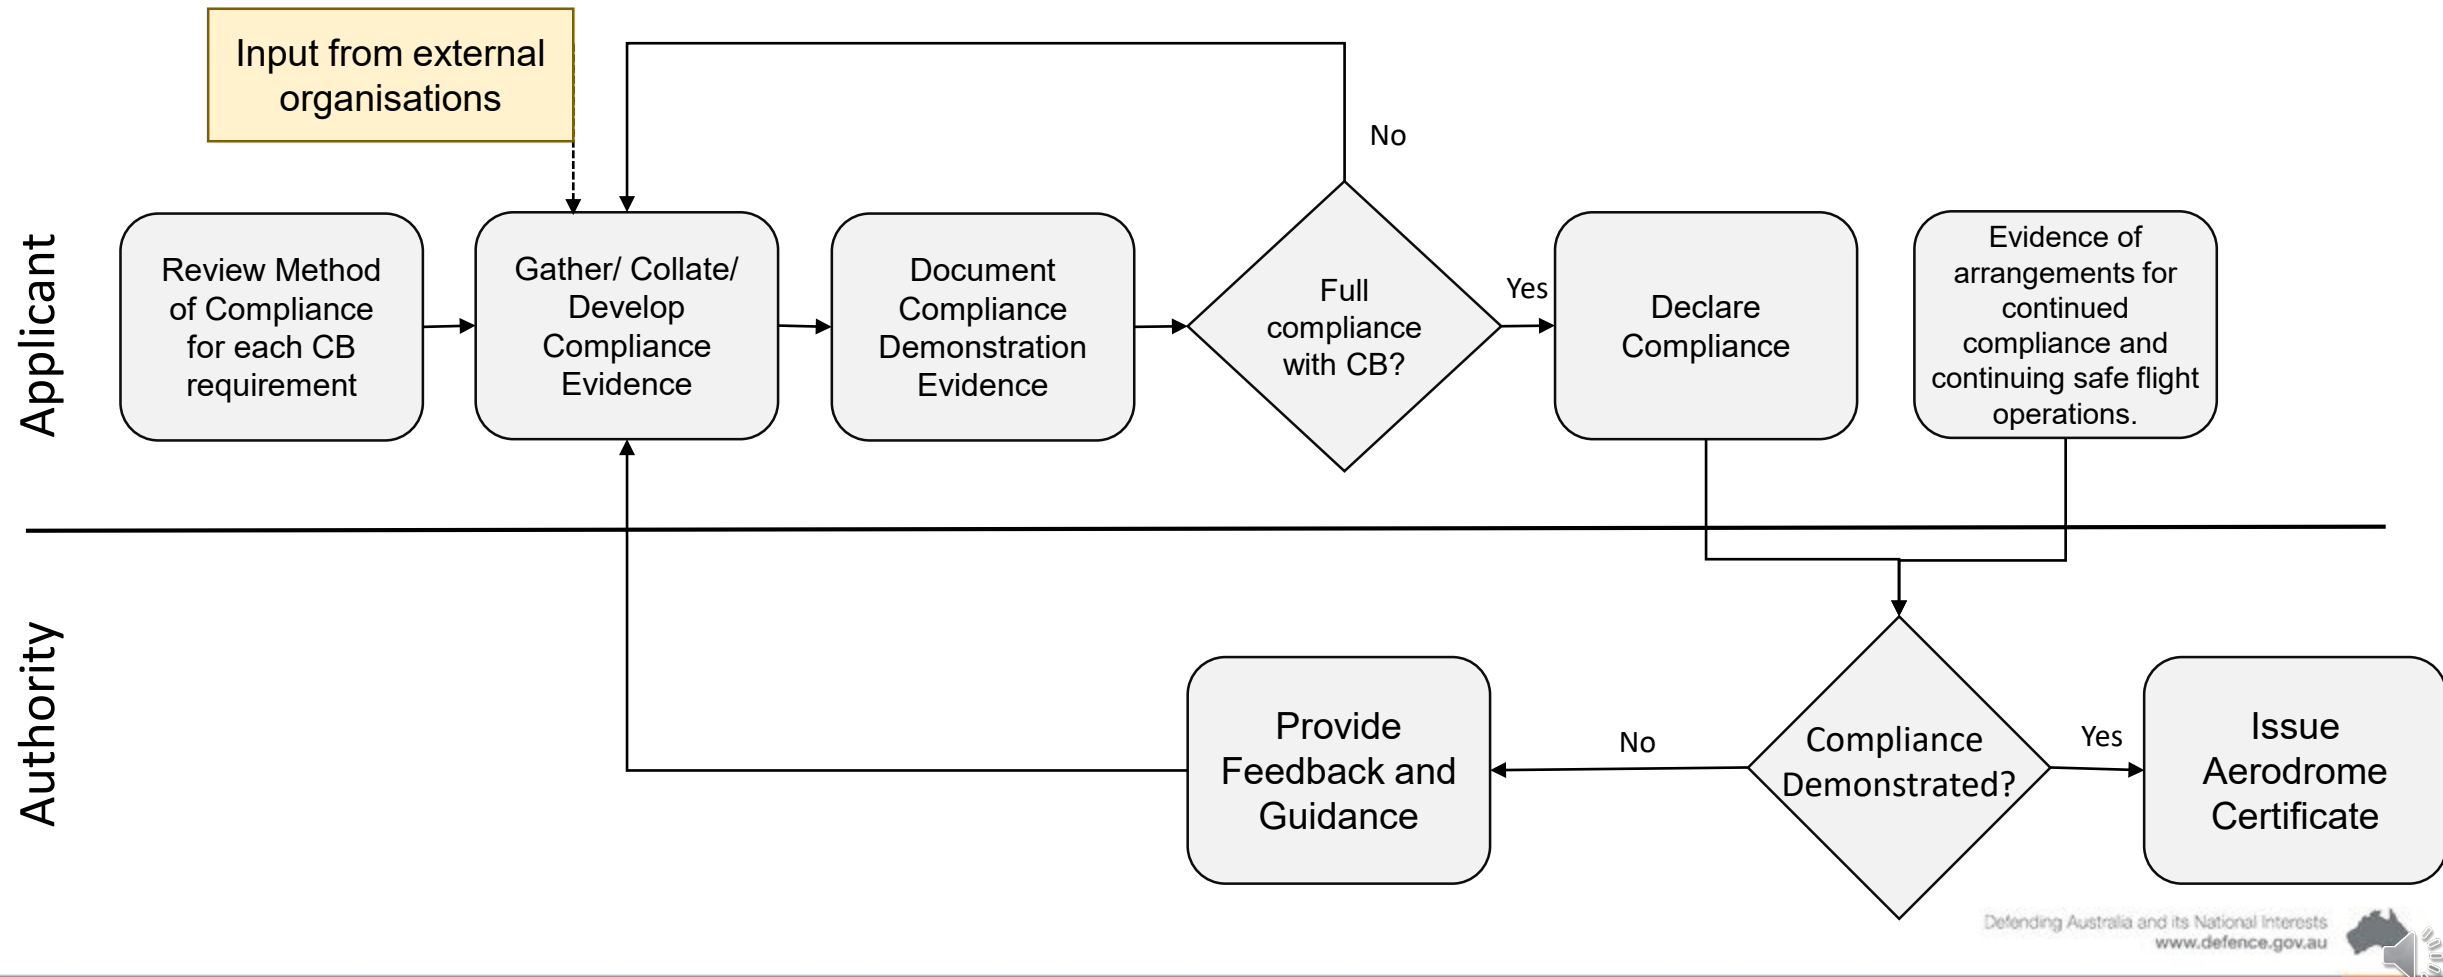 Input from external
organisations
No
Applicant
Review Method
of Compliance
for each CB
requirement
Gather/ Collate/
Develop
Compliance
Evidence
Document
Compliance
Demonstration
Evidence
Full
compliance
with CB?
Yes
Declare
Compliance
Evidence of
arrangements for
continued
compliance and
continuing safe flight
operations.
Authority
Provide
Feedback and
Guidance
No
Compliance
Demonstrated?
Yes
Issue
Aerodrome
Certificate
Defending Australia and its National Interests
www.defence.gov.au